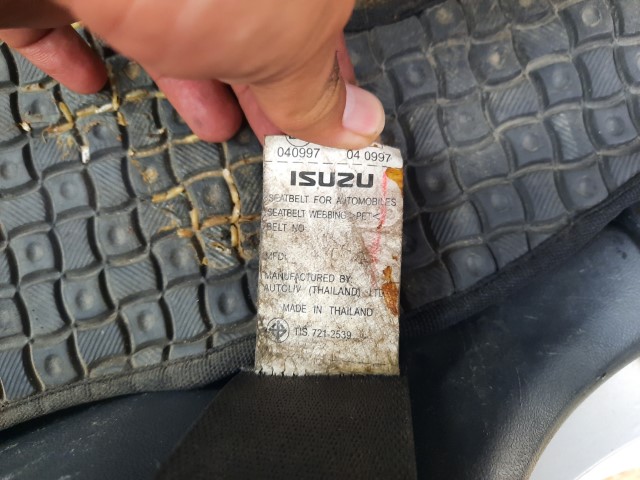 040997 04 0997
ISUZU
SEATBELT FOR AUTOMOBILES
SEATBELT WEBBING
BELT NO
MFD.
MANUFACTURED BY
AUTOLIV (THAILAND) LTD
MADE IN THAILAND
TIS 721-2539